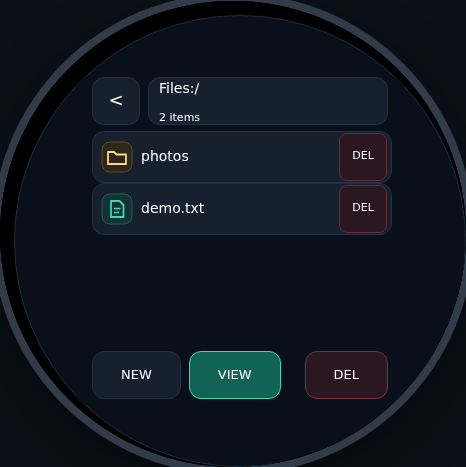 <
Files:/
2 items
photos DEL
demo.txt DEL
NEW VIEW DEL